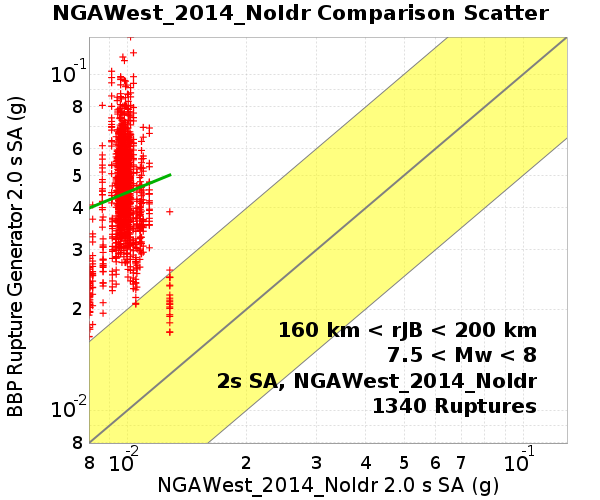 NGAWest_2014_NoIdr Comparison Scatter
BBP Rupture Generator 2.0 s SA (g)
10-1
8
6
5
4
3
2
10-2
8
160 km < rJB < 200 km
7.5 < Mw < 8
2s SA, NGAWest_2014_NoIdr
1340 Ruptures
8 10-2 2 3 4 5 6 7 10-1
NGAWest_2014_NoIdr 2.0 s SA (g)